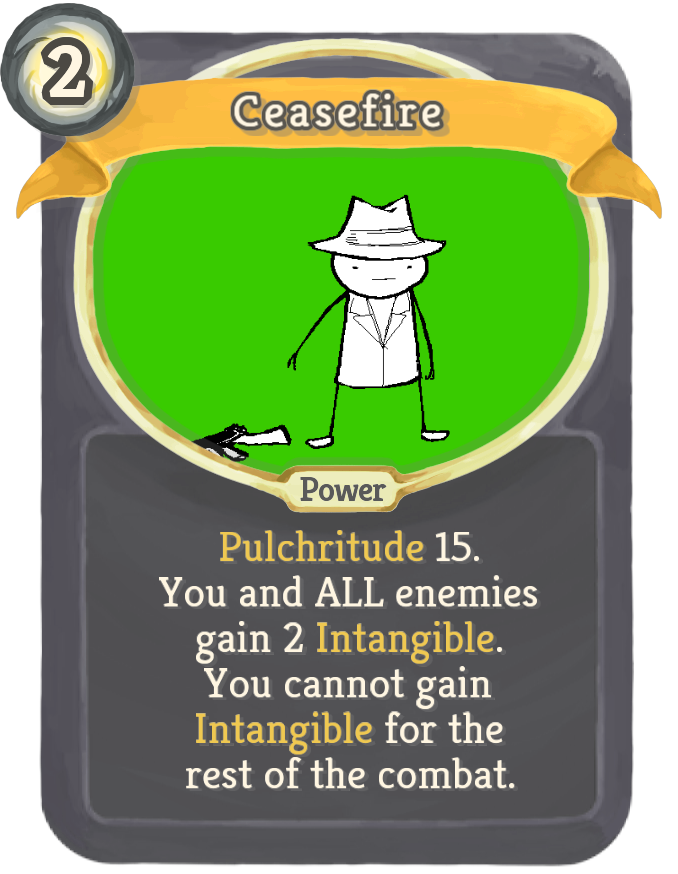 2
Ceasefire
Power
Pulchritude 15.
You and ALL enemies
gain 2 Intangible.
You cannot gain
Intangible for the
rest of the combat.